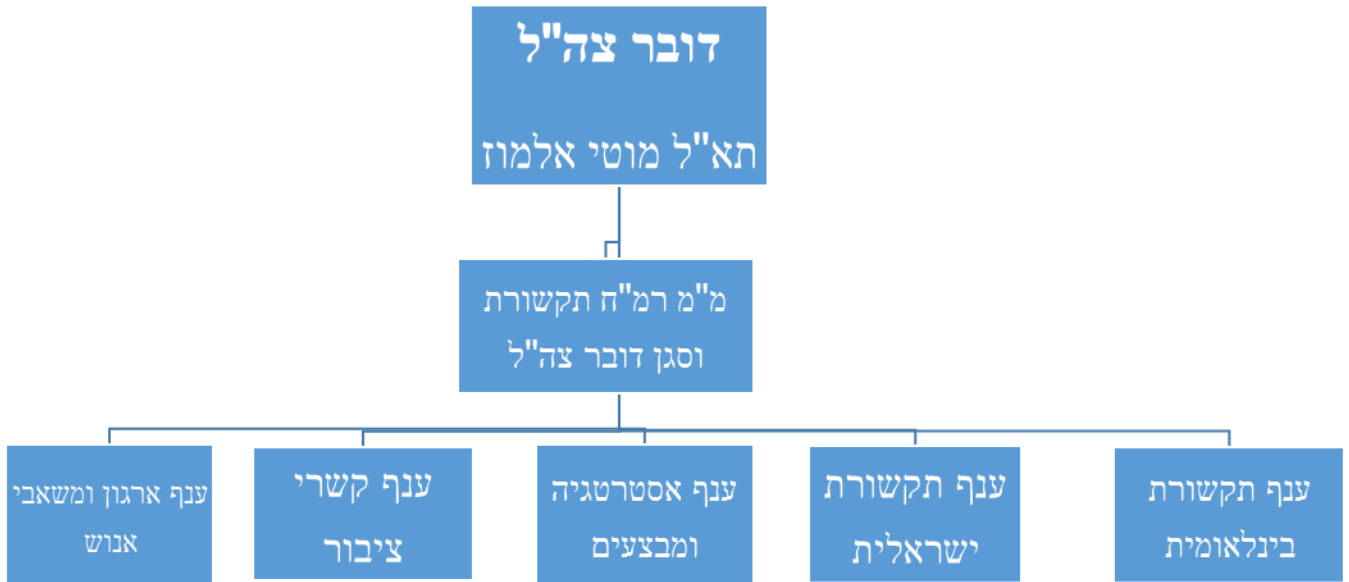 דובר צה"ל
תא"ל מוטי אלמוז
מ"מ רמ"ח תקשורת
וסגן דובר צה"ל
ענף תקשורת
בינלאומית
ענף תקשורת
ישראלית
ענף אסטרטגיה
ומבצעים
ענף קשרי
ציבור
ענף ארגון ומשאבי
אנוש